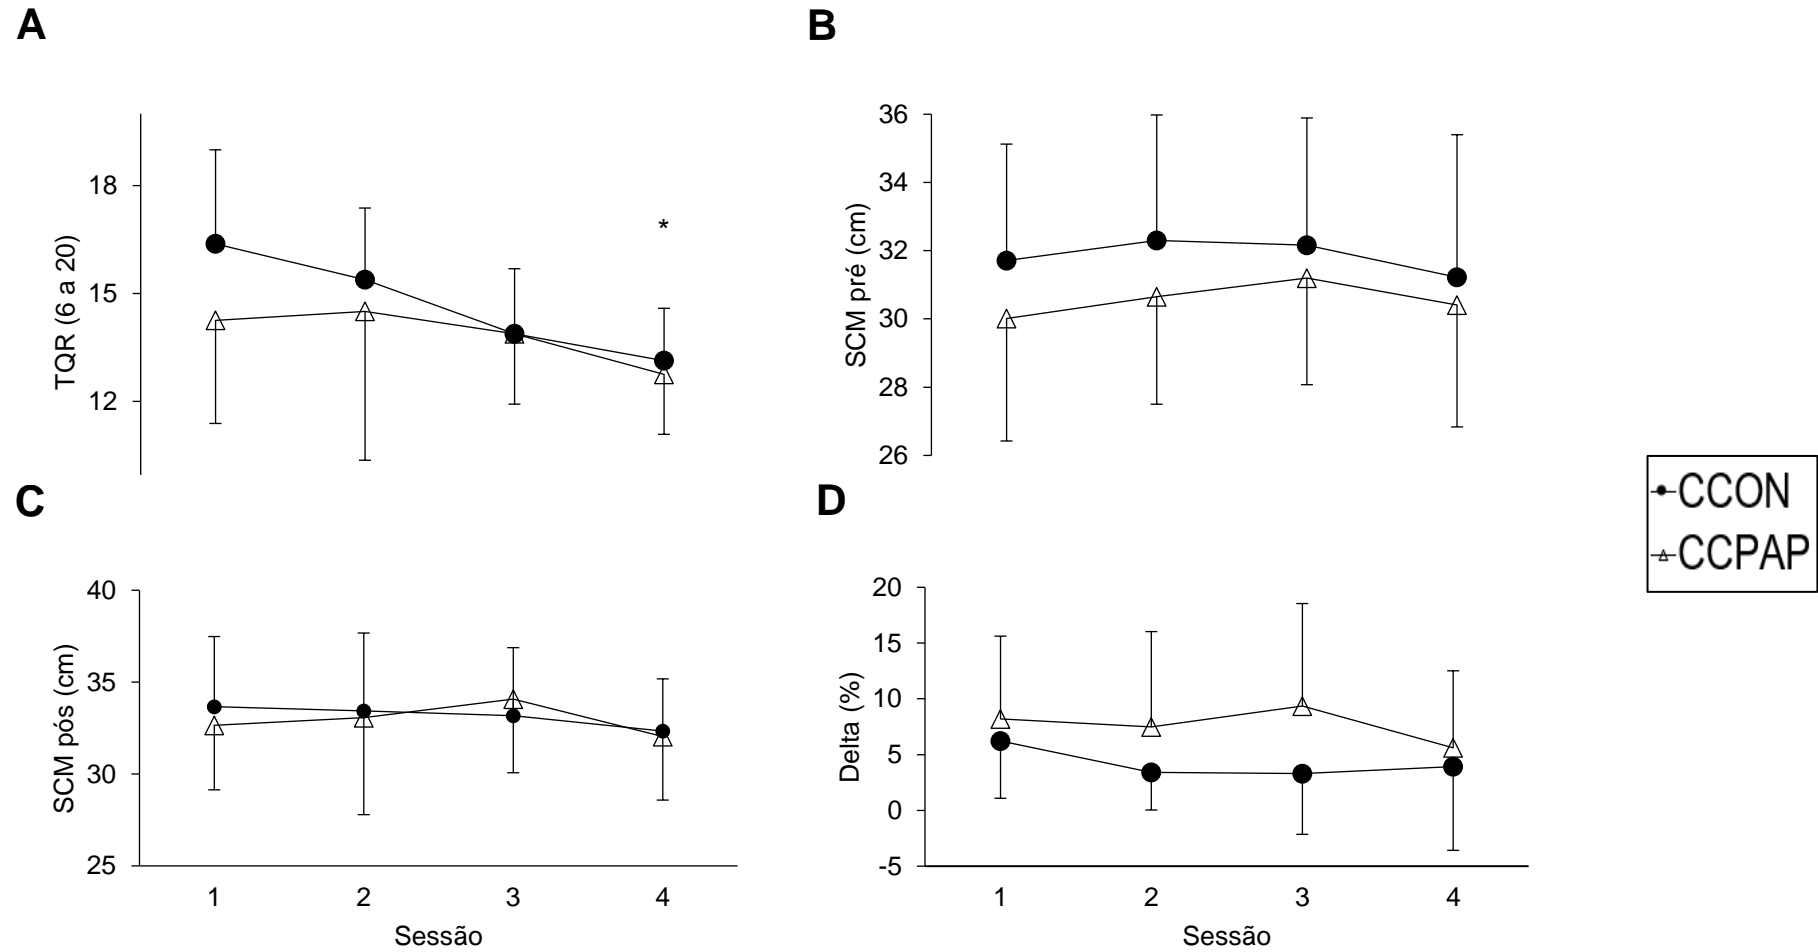 A
18
15
12
TQR (6 a 20)
*
B
36
34
32
30
28
26
SCM pré (cm)
C
40
35
30
25
SCM pós (cm)
1 2 3 4
Sessão
D
20
15
10
5
0
-5
Delta (%)
1 2 3 4
Sessão
CCON
CCPAP